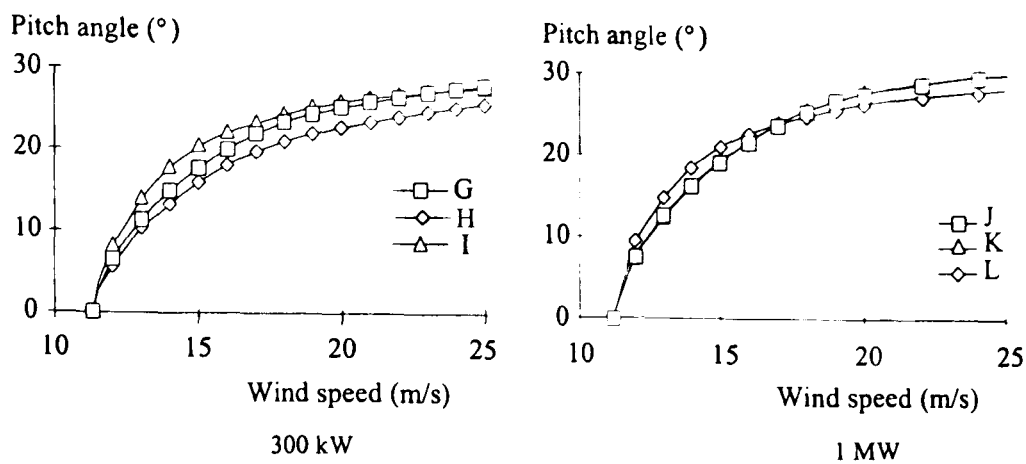 Pitch angle (°)
30
20
10
0
10 15 20 25
Wind speed (m/s)
300 kW
G
H
I
Pitch angle (°)
30
20
10
0
10 15 20 25
Wind speed (m/s)
1 MW
J
K
L